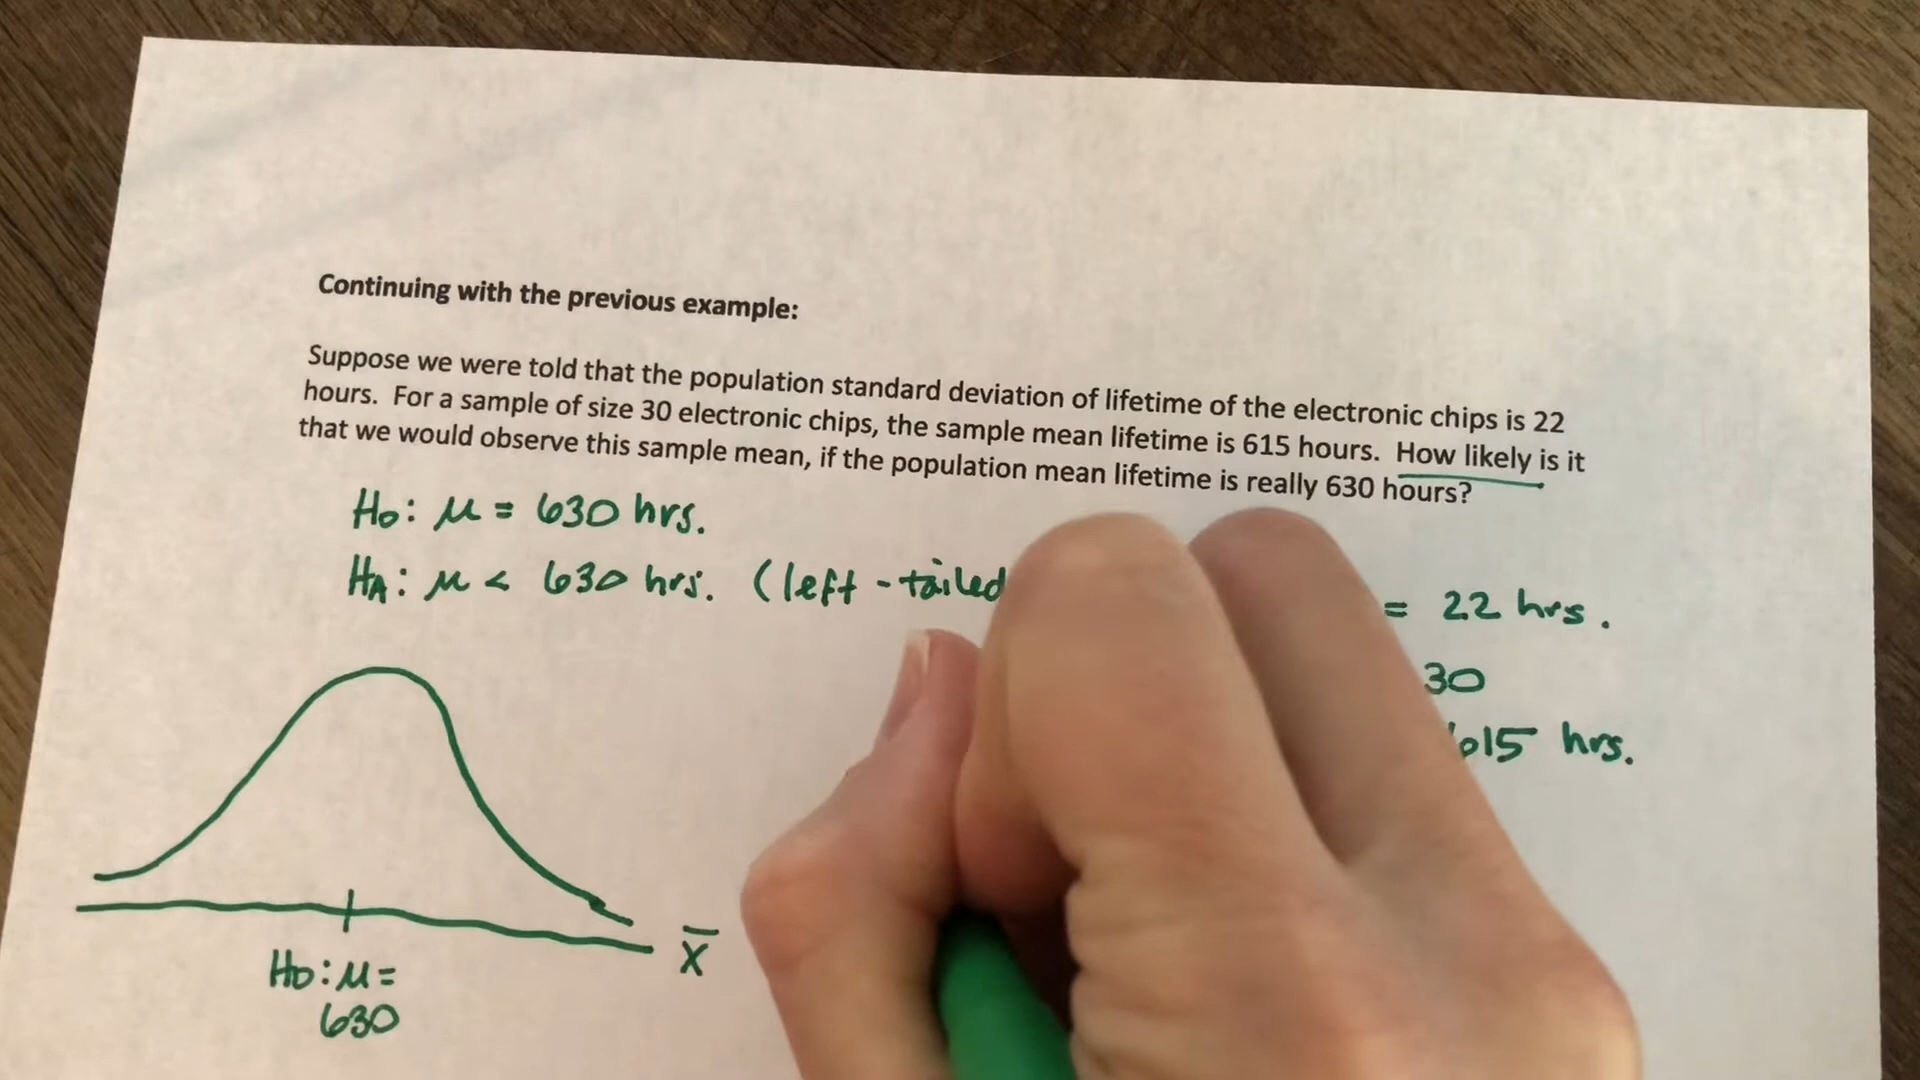 Continuing with the previous example:
Suppose we were told that the population standard deviation of lifetime of the electronic chips is 22
hours. For a sample of size 30 electronic chips, the sample mean lifetime is 615 hours. How likely is it
that we would observe this sample mean, if the population mean lifetime is really 630 hours?
H₀: μ = 630 hrs.
Hₐ: μ < 630 hrs. (left-tailed
= 22 hrs.
30
615 hrs.
x̄
H₀: μ =
630